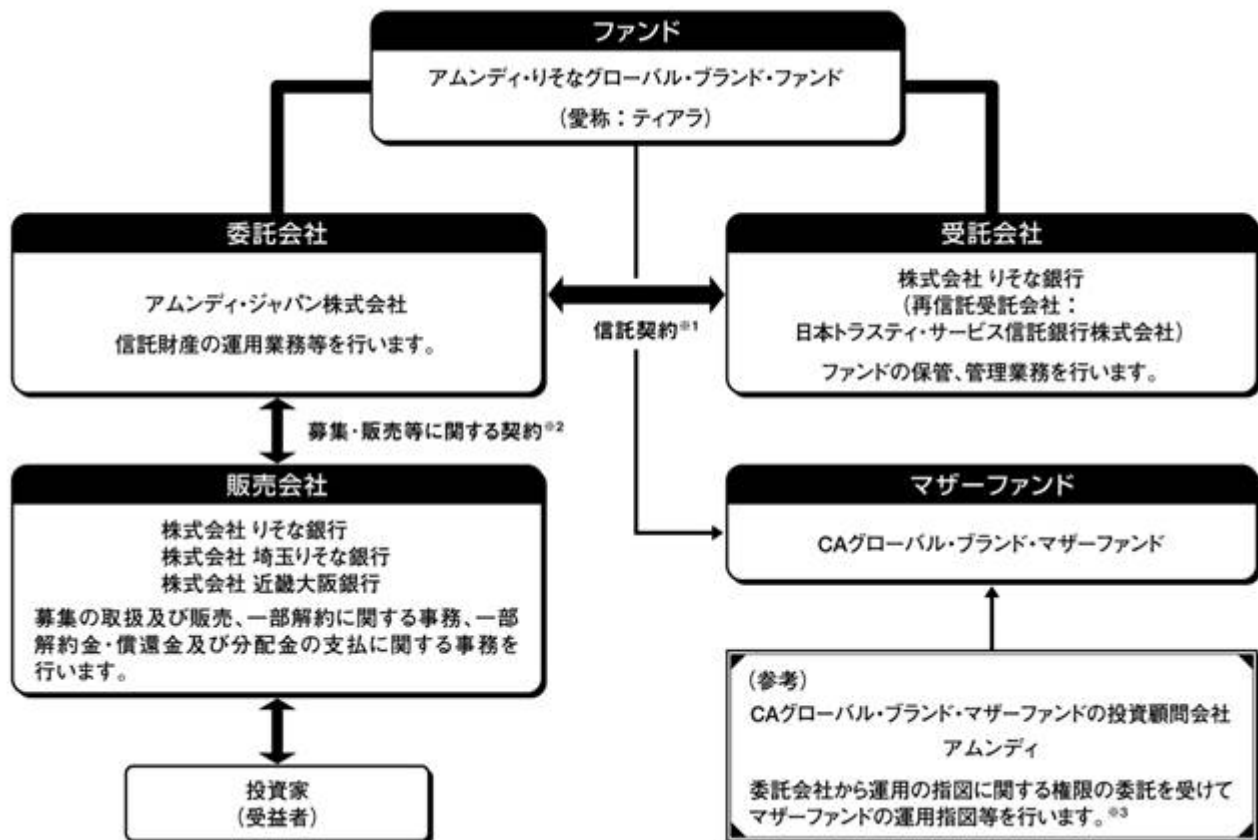 ファンド
アムンディ・りそなグローバル・ブランド・ファンド
(愛称：ティアラ)
委託会社
アムンディ・ジャパン株式会社
信託財産の運用業務等を行います。
信託契約※1
受託会社
株式会社 りそな銀行
(再信託受託会社：
日本トラスティ・サービス信託銀行株式会社)
ファンドの保管、管理業務を行います。
募集・販売等に関する契約※2
販売会社
株式会社 りそな銀行
株式会社 埼玉りそな銀行
株式会社 近畿大阪銀行
募集の取扱及び販売、一部解約に関する事務、一部
解約金・償還金及び分配金の支払に関する事務を
行います。
マザーファンド
CAグローバル・ブランド・マザーファンド
投資家
(受益者)
(参考)
CAグローバル・ブランド・マザーファンドの投資顧問会社
アムンディ
委託会社から運用の指図に関する権限の委託を受けて
マザーファンドの運用指図等を行います。※3